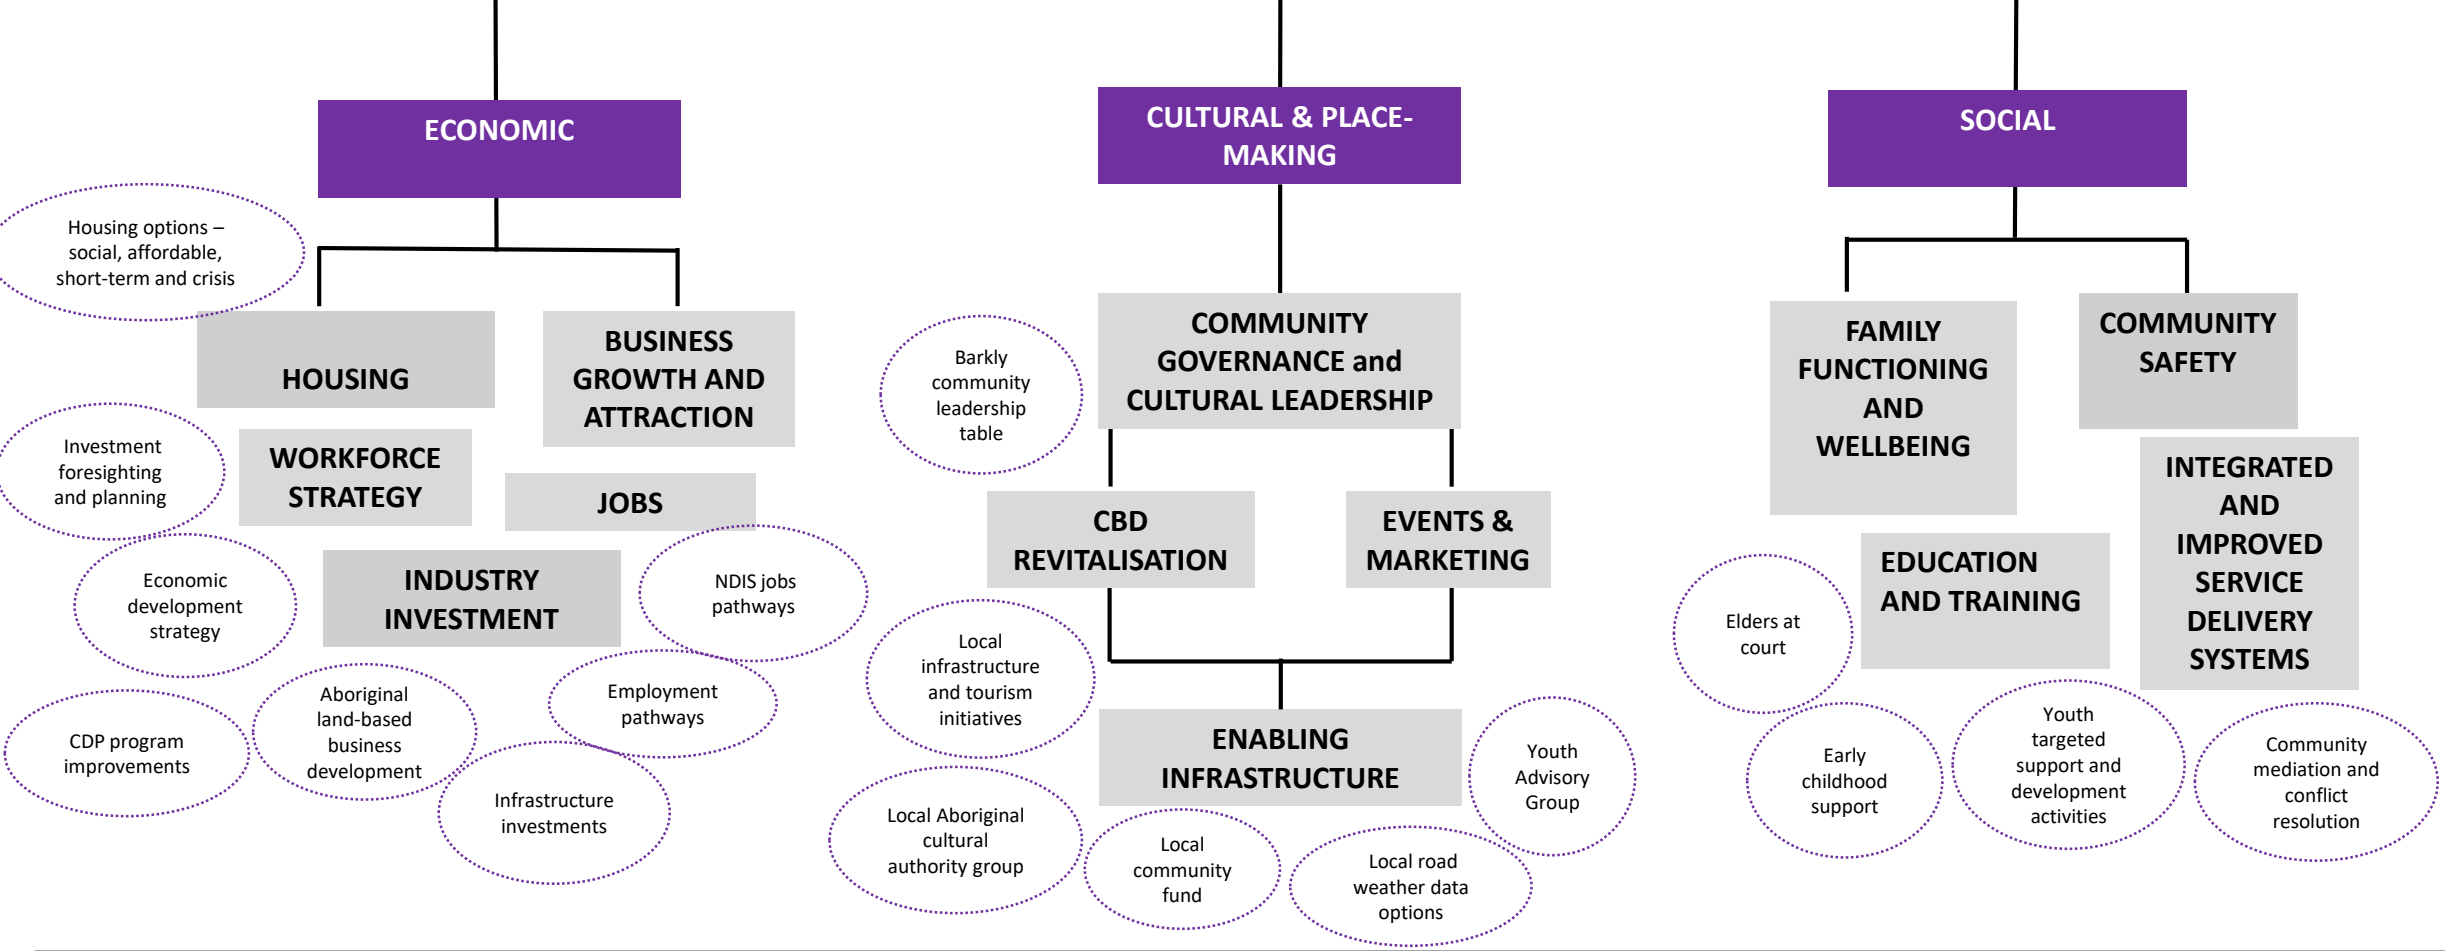 ECONOMIC
Housing options –
social, affordable,
short-term and crisis
HOUSING
BUSINESS
GROWTH AND
ATTRACTION
Investment
foresighting
and planning
WORKFORCE
STRATEGY
JOBS
Economic
development
strategy
INDUSTRY
INVESTMENT
NDIS jobs
pathways
CDP program
improvements
Aboriginal
land-based
business
development
Employment
pathways
Infrastructure
investments
CULTURAL & PLACE-
MAKING
Barkly
community
leadership
table
COMMUNITY
GOVERNANCE and
CULTURAL LEADERSHIP
CBD
REVITALISATION
EVENTS &
MARKETING
Local
infrastructure
and tourism
initiatives
ENABLING
INFRASTRUCTURE
Youth
Advisory
Group
Local Aboriginal
cultural
authority group
Local
community
fund
Local road
weather data
options
SOCIAL
FAMILY
FUNCTIONING
AND
WELLBEING
COMMUNITY
SAFETY
INTEGRATED
AND
IMPROVED
SERVICE
DELIVERY
SYSTEMS
EDUCATION
AND TRAINING
Elders at
court
Early
childhood
support
Youth
targeted
support and
development
activities
Community
mediation and
conflict
resolution